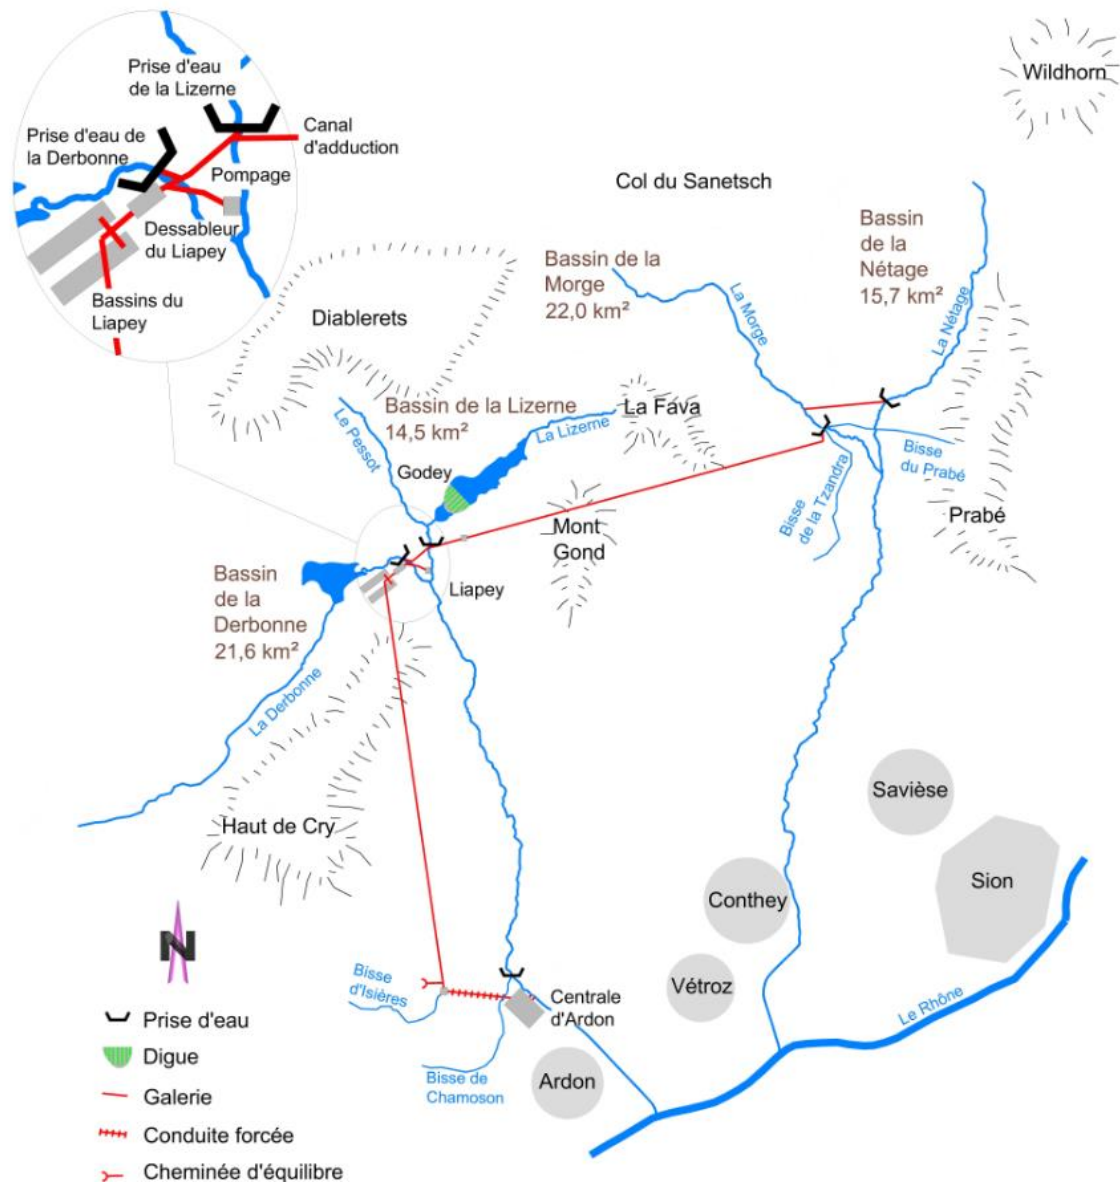 Prise d'eau
de la Lizerne
Prise d'eau de
la Derbonne
Canal
d'adduction
Pompage
Dessableur
du Liapey
Bassins du
Liapey
Wildhorn
Col du Sanetsch
Bassin
de la
Nétage
15,7 km²
Bassin de la
Morge
22,0 km²
La Morge
La Nétage
Diablerets
Bassin de la Lizerne
14,5 km²
La Fava
La Lizerne
Le Pessot
Godey
Bisse
du Prabé
Bisse
de la Tzandra
Prabé
Mont
Gond
Bassin
de la
Derbonne
21,6 km²
Liapey
La Derbonne
Haut de Cry
Savièse
Sion
Conthey
Vétroz
Le Rhône
N
Bisse
d'Isières
Centrale
d'Ardon
Bisse de
Chamoson
Ardon
Prise d'eau
Digue
Galerie
Conduite forcée
Cheminée d'équilibre